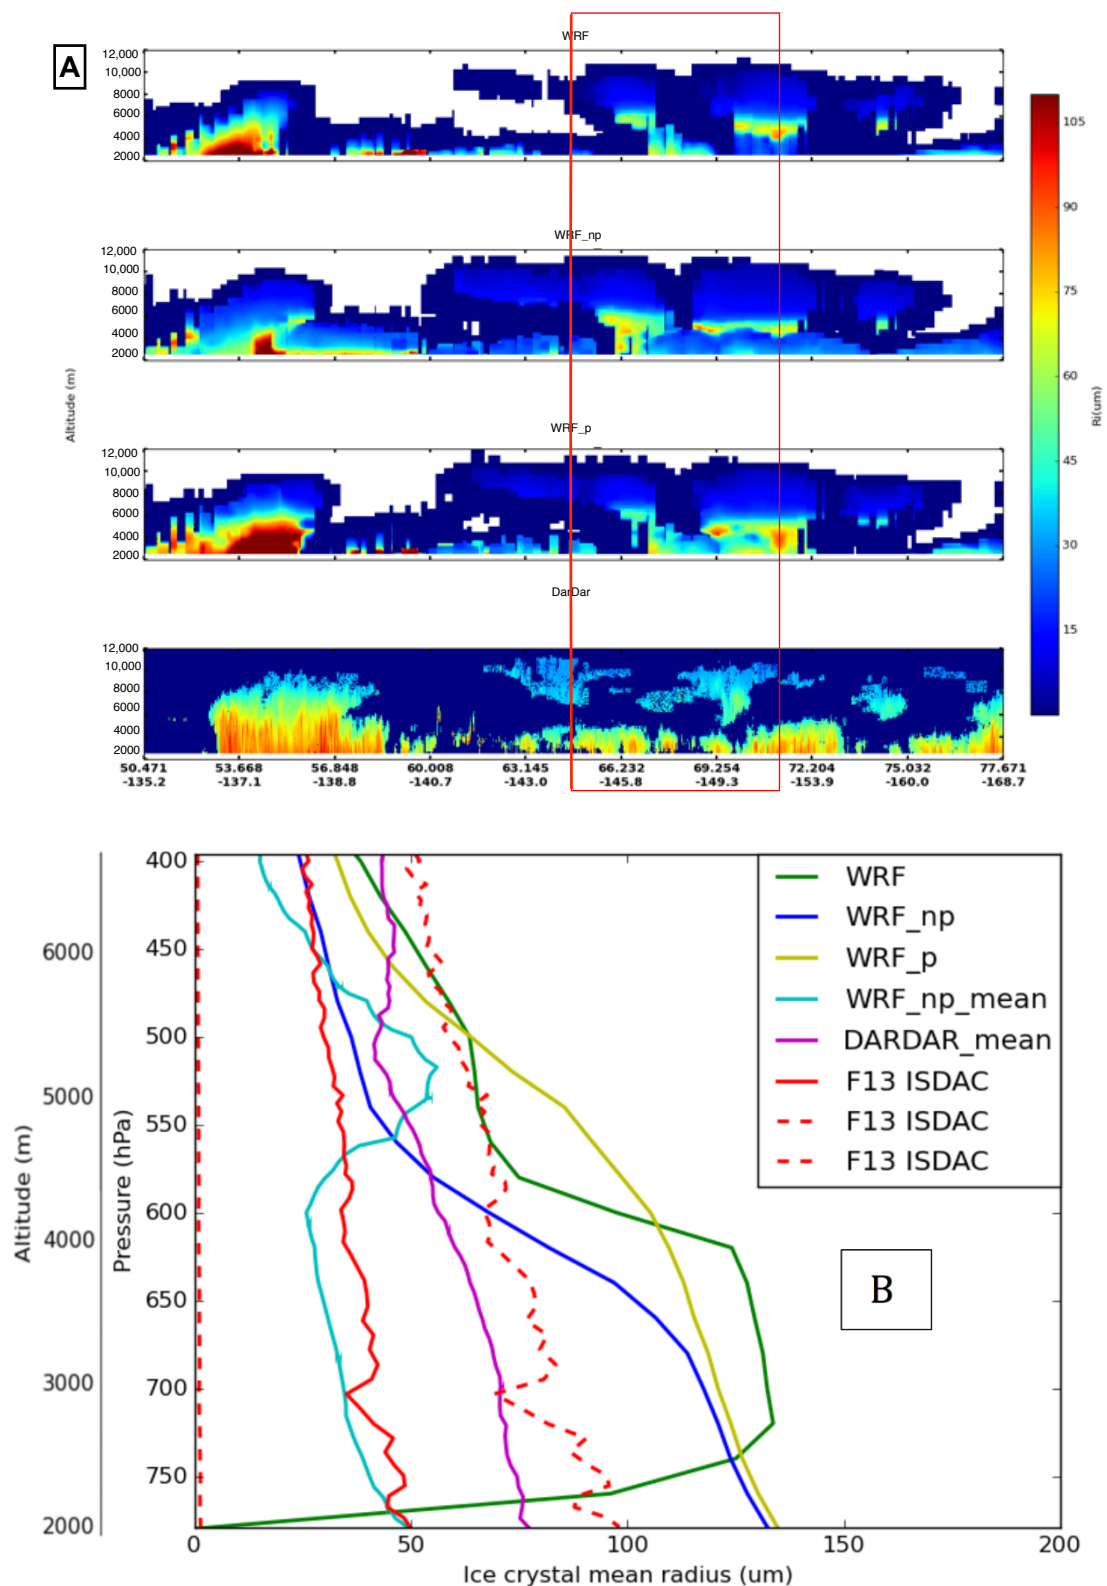 A
WRF
12,000
10,000
8000
6000
4000
2000
WRF_np
12,000
10,000
8000
6000
4000
2000
WRF_p
12,000
10,000
8000
6000
4000
2000
DarDar
12,000
10,000
8000
6000
4000
2000
Altitude (m)
50.471 53.668 56.848 60.008 63.145 66.232 69.254 72.204 75.032 77.671
-135.2 -137.1 -138.8 -140.7 -143.0 -145.8 -149.3 -153.9 -160.0 -168.7
105
90
75
60
45
30
15
Ri(um)
Altitude (m)
6000
5000
4000
3000
2000
Pressure (hPa)
400
450
500
550
600
650
700
750
WRF
WRF_np
WRF_p
WRF_np_mean
DARDAR_mean
F13 ISDAC
F13 ISDAC
F13 ISDAC
B
0 50 100 150 200
Ice crystal mean radius (um)